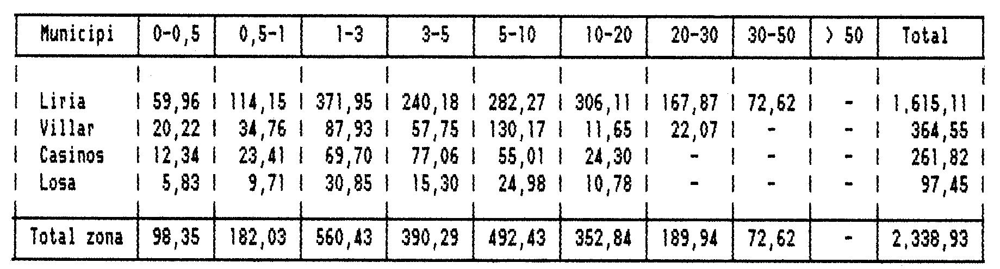 Municipi 0-0,5 0,5-1 1-3 3-5 5-10 10-20 20-30 30-50 > 50 Total
Liria 59,96 114,15 371,95 240,18 282,27 306,11 167,87 72,62 - 1.615,11
Villar 20,22 34,76 87,93 57,75 130,17 11,65 22,07 - - 364,55
Casinos 12,34 23,41 69,70 77,06 55,01 24,30 - - - 261,82
Losa 5,83 9,71 30,85 15,30 24,98 10,78 - - - 97,45
Total zona 98,35 182,03 560,43 390,29 492,43 352,84 189,94 72,62 - 2.338,93